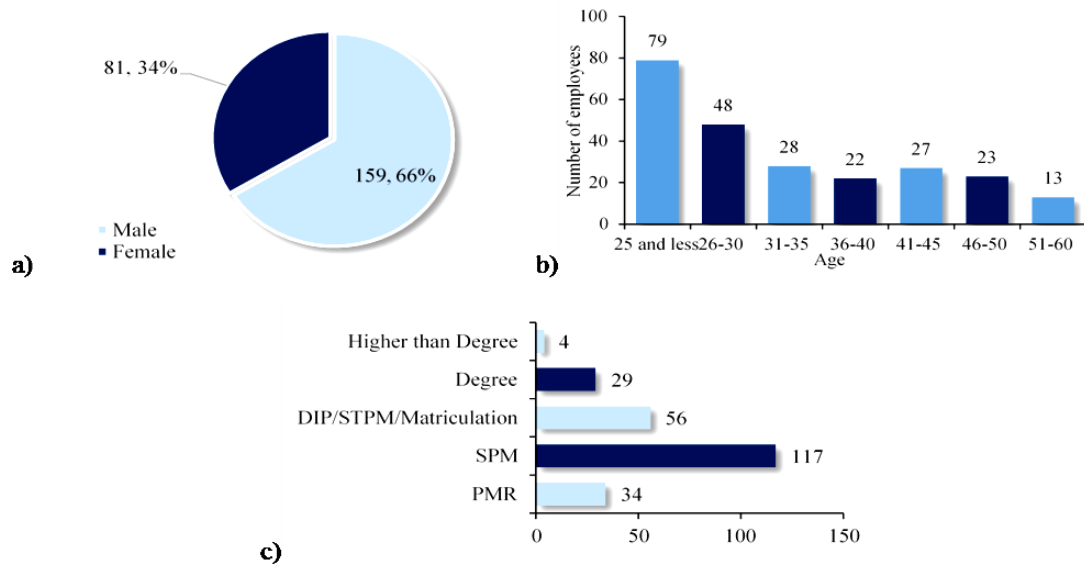 81, 34%
159, 66%
Male
Female
a)
Number of employees
100
80
60
40
20
0
79
48
28
22
27
23
13
25 and less
26-30
31-35
36-40
41-45
46-50
51-60
Age
b)
Higher than Degree
4
Degree
29
DIP/STPM/Matriculation
56
SPM
117
PMR
34
0
50
100
150
c)